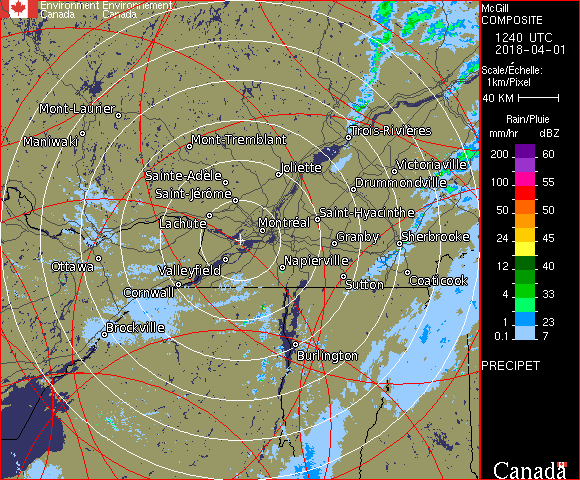 Environment Environnement
Canada Canada
McGill
COMPOSITE
1240 UTC
2018-04-01
Scale/Échelle:
1km/Pixel
40 KM
Rain/Pluie
mm/hr dBZ
200 60
100 55
50 50
24 45
12 40
4 33
1 23
0.1 7
PRECIPET
Canada
Mont-Laurier
Maniwaki
Mont-Tremblant
Trois-Rivières
Sainte-Adèle
Joliette
Victoriaville
Saint-Jérôme
Drummondville
Lachute
Montréal
Saint-Hyacinthe
Granby
Sherbrooke
Ottawa
Valleyfield
Napierville
Cornwall
Sutton
Coaticook
Brockville
Burlington